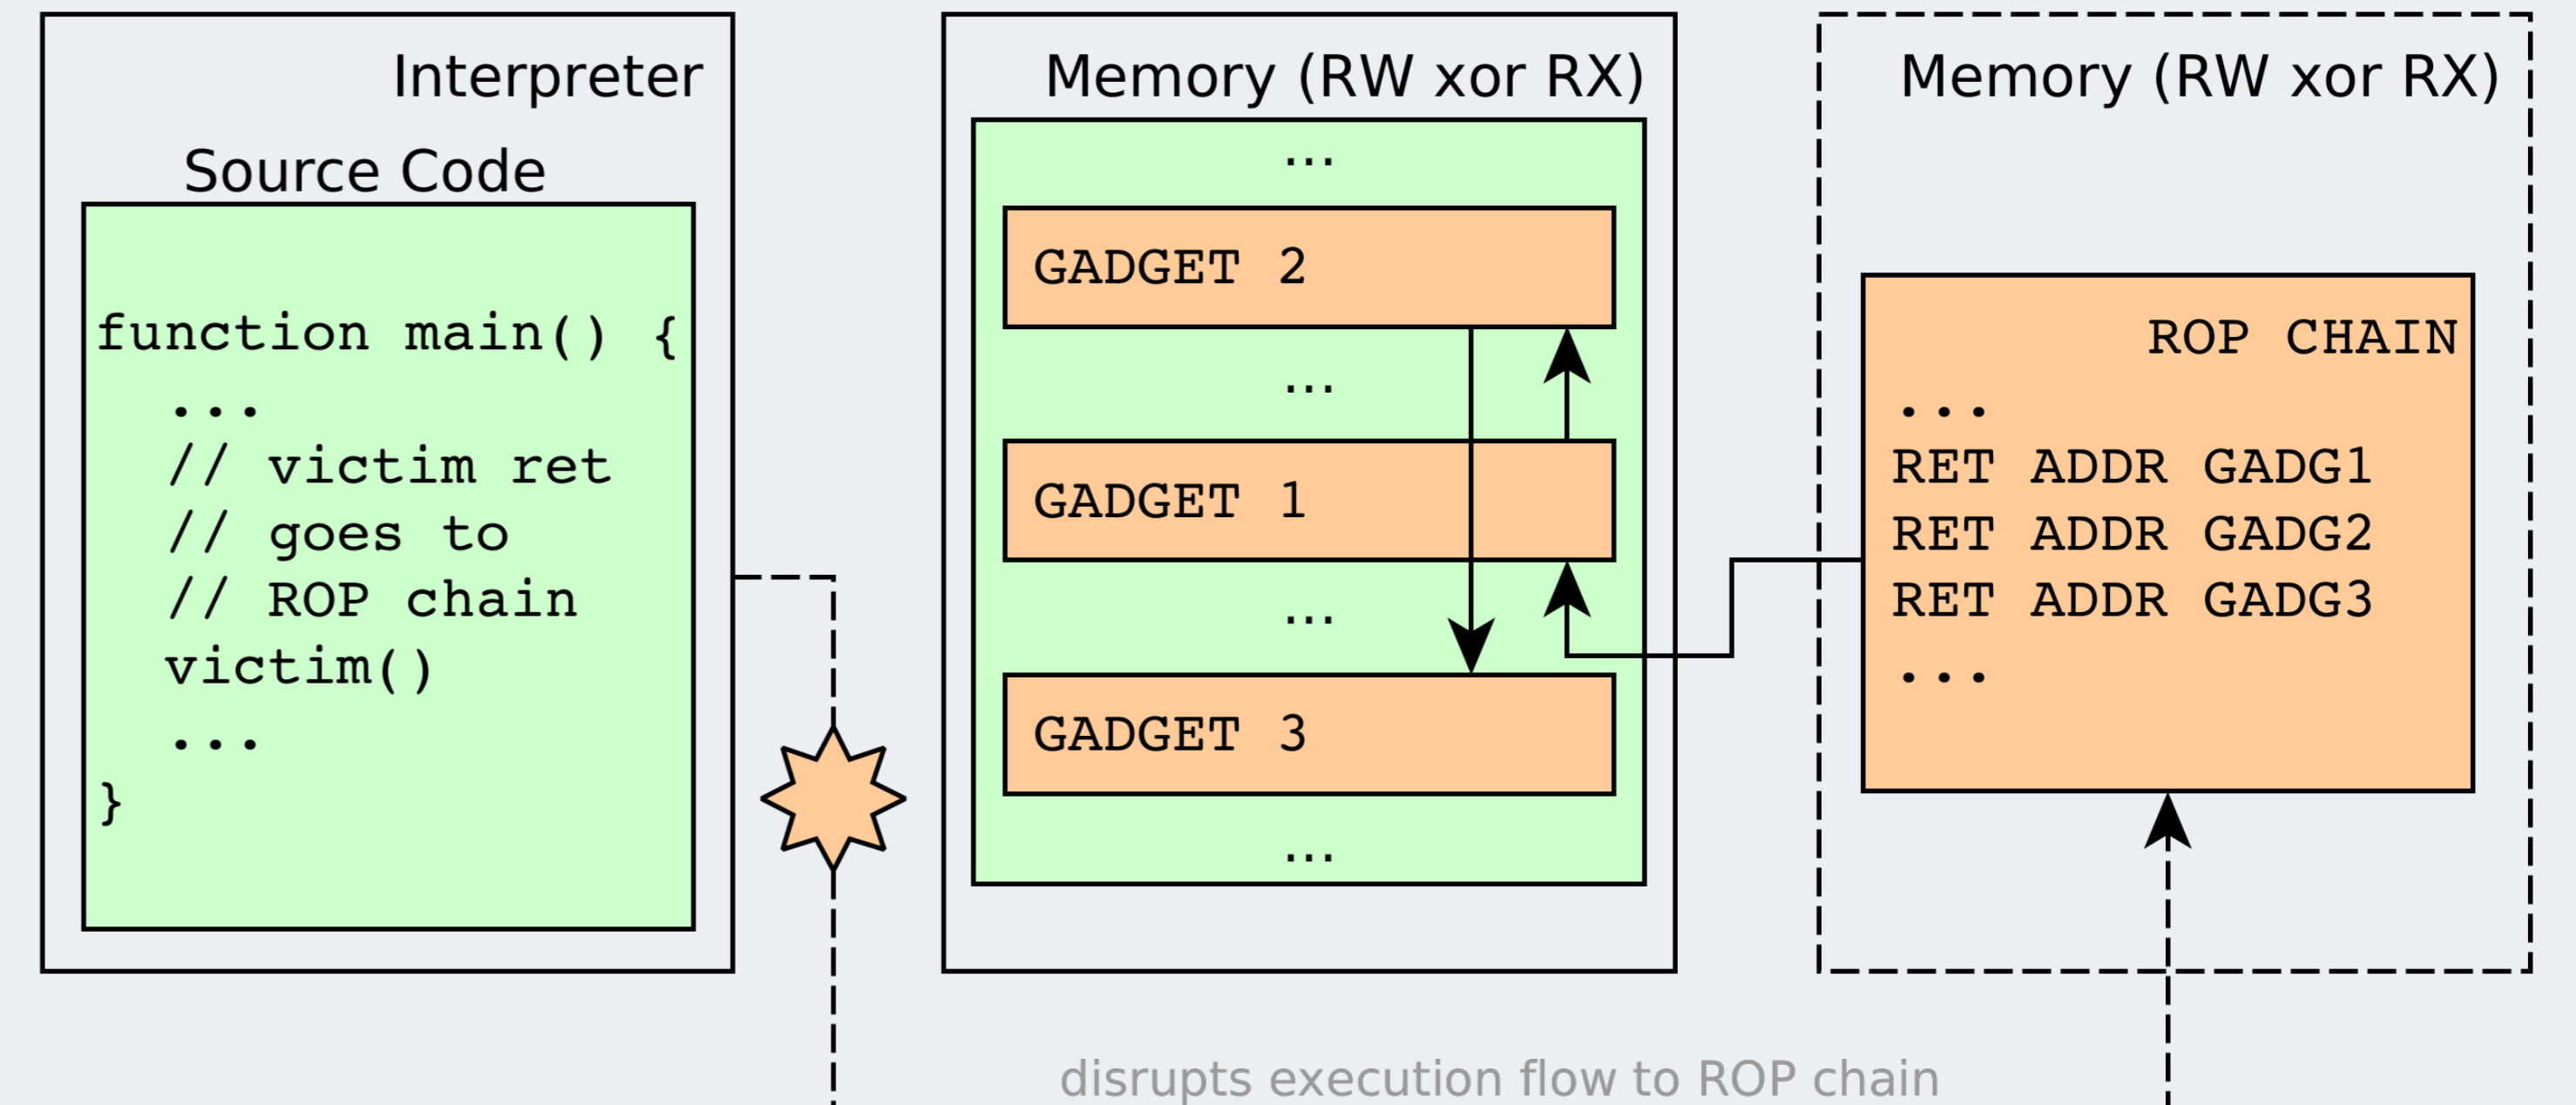 Interpreter
Source Code
function main() {
...
// victim ret
// goes to
// ROP chain
victim()
...
}
Memory (RW xor RX)
...
GADGET 2
...
GADGET 1
...
GADGET 3
...
Memory (RW xor RX)
ROP CHAIN
...
RET ADDR GADG1
RET ADDR GADG2
RET ADDR GADG3
...
disrupts execution flow to ROP chain